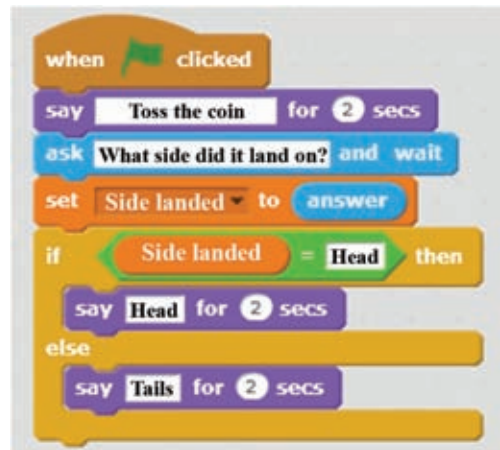 when clicked
say Toss the coin for 2 secs
ask What side did it land on? and wait
set Side landed to answer
if Side landed = Head then
say Head for 2 secs
else
say Tails for 2 secs